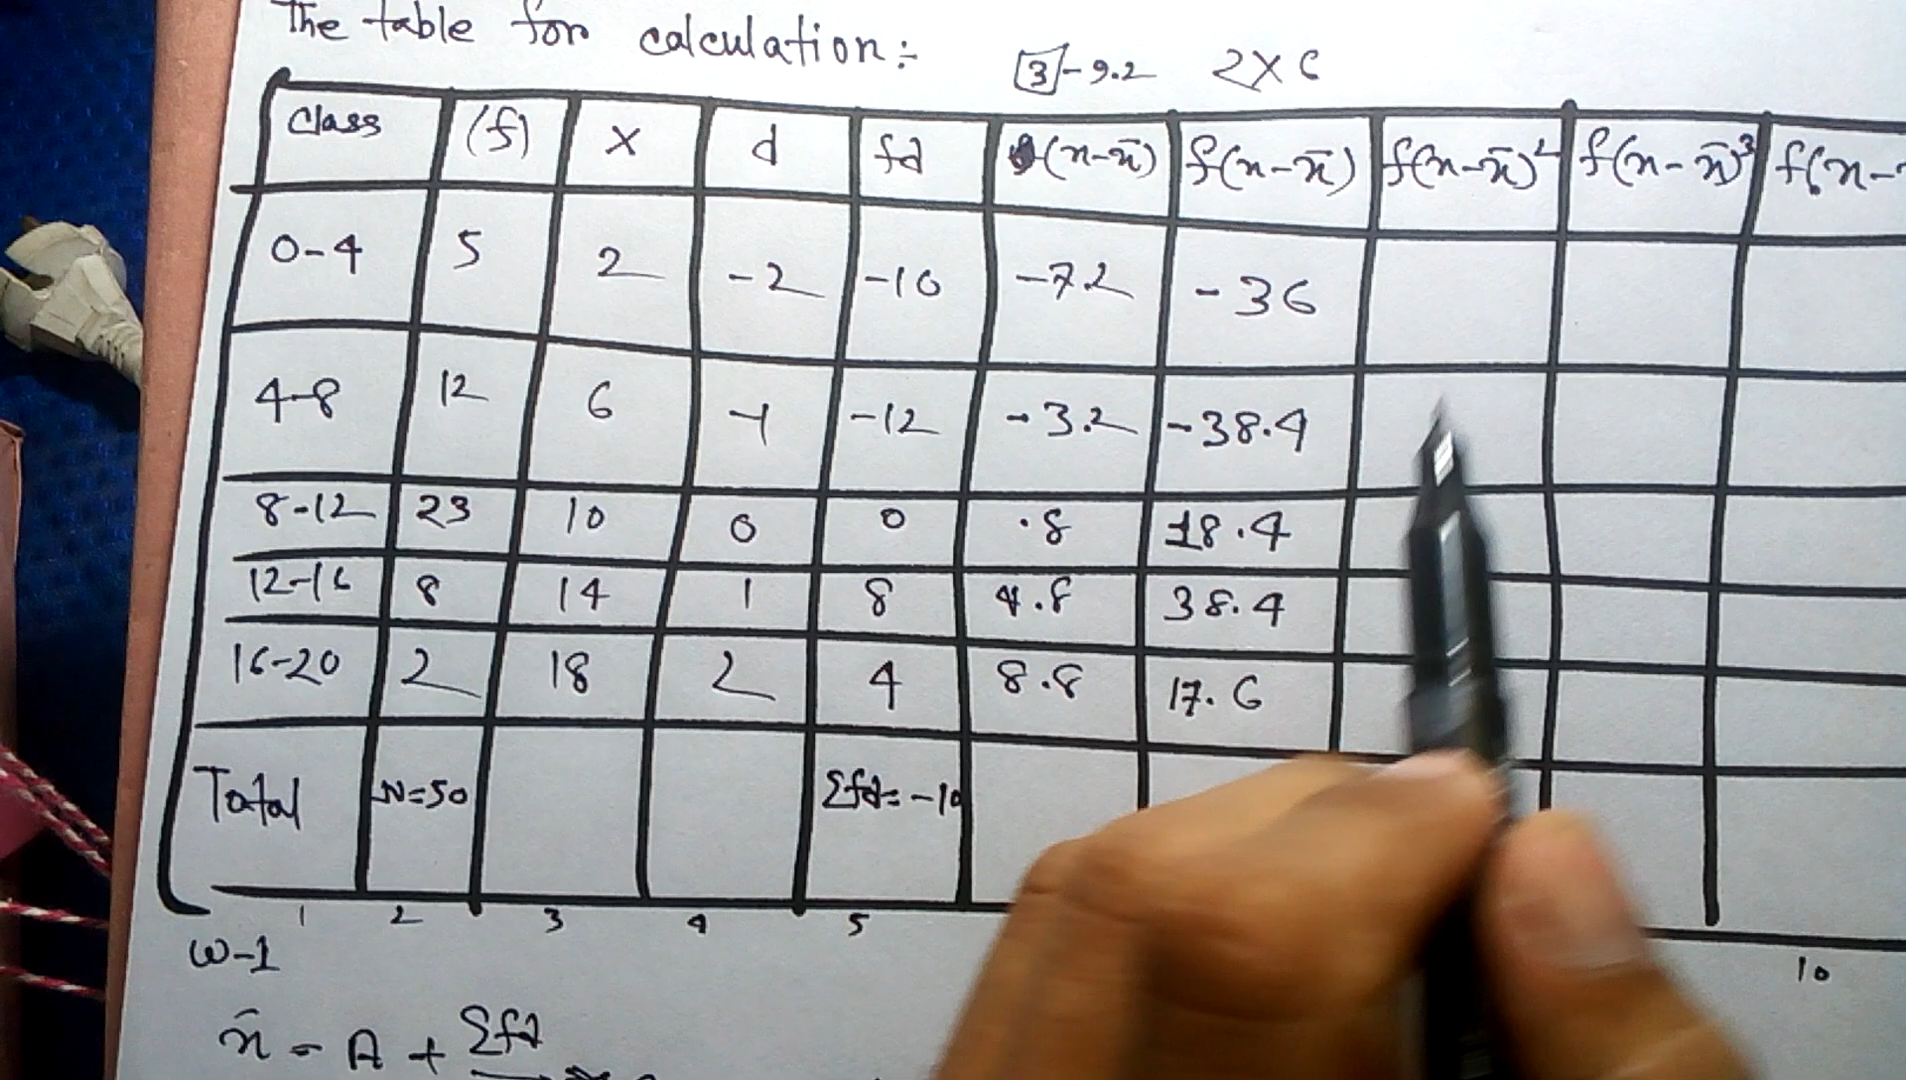 The table for calculation:-
[3]-9.2 2X6
Class (f) x d fd (x-x̄) f(x-x̄) f(x-x̄)² f(x-x̄)³ f(x-
0-4 5 2 -2 -10 -7.2 -36
4-8 12 6 -1 -12 -3.2 -38.4
8-12 23 10 0 0 .8 18.4
12-16 8 14 1 8 4.8 38.4
16-20 2 18 2 4 8.8 17.6
Total N=50 Σfd=-10
1 2 3 4 5 10
W-1
x̄ = A + Σfd